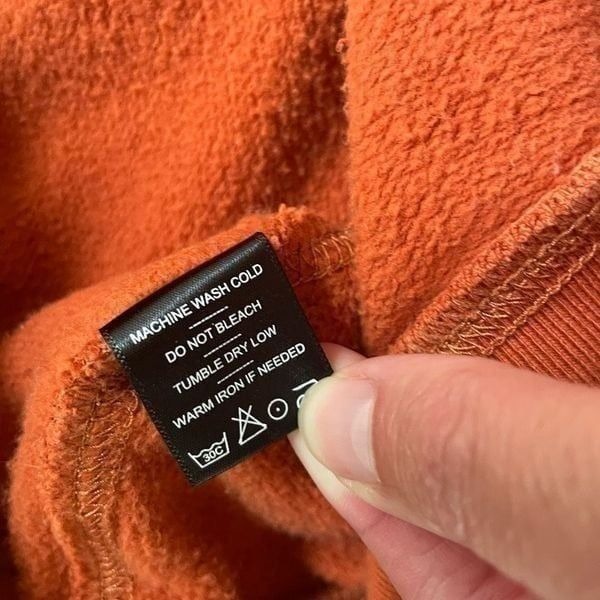 MACHINE WASH COLD
DO NOT BLEACH
TUMBLE DRY LOW
WARM IRON IF NEEDED
30C